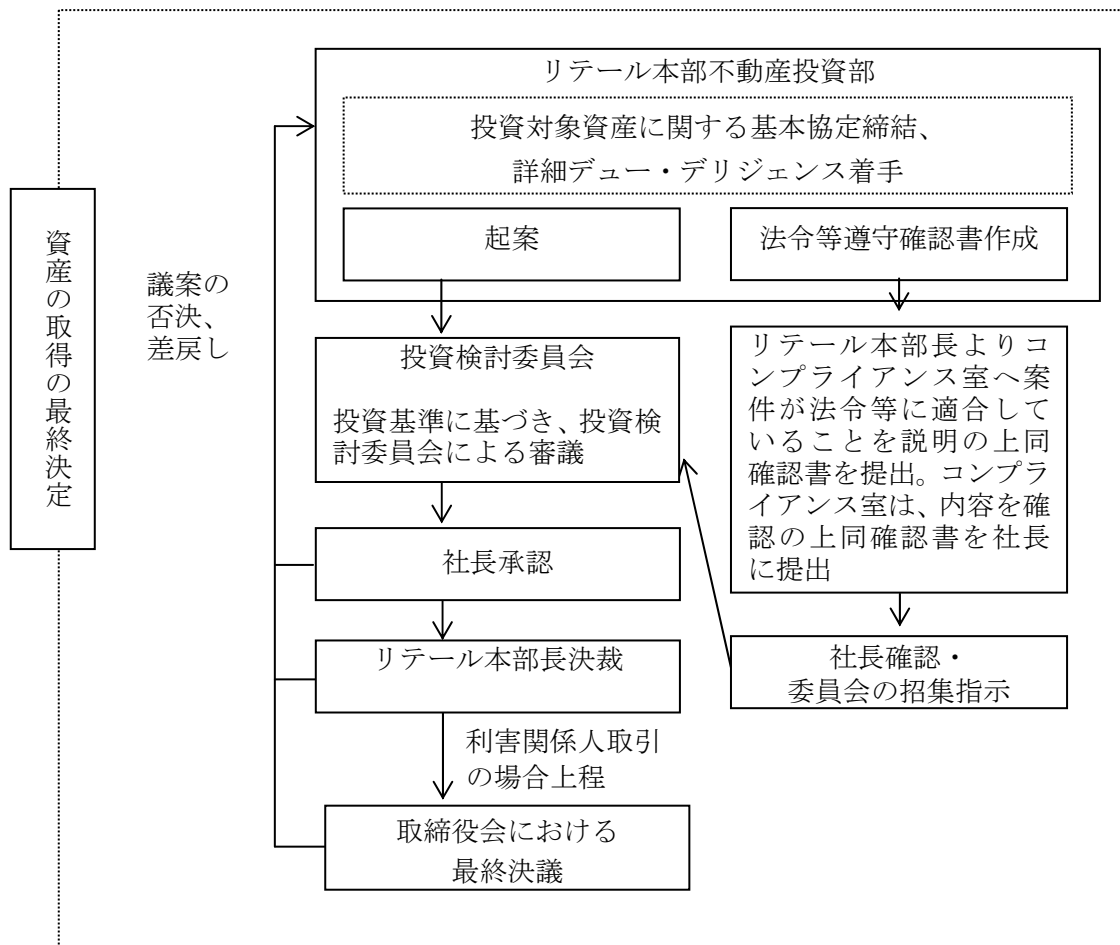 リテール本部不動産投資部
投資対象資産に関する基本協定締結、
詳細デュー・デリジェンス着手
起案
法令等遵守確認書作成
資産の取得の最終決定
議案の
否決、
差戻し
投資検討委員会
投資基準に基づき、投資検
討委員会による審議
リテール本部長よりコ
ンプライアンス室へ案
件が法令等に適合して
いることを説明の上同
確認書を提出。コンプラ
イアンス室は、内容を確
認の上同確認書を社長
に提出
社長承認
リテール本部長決裁
社長確認・
委員会の招集指示
利害関係人取引
の場合上程
取締役会における
最終決議